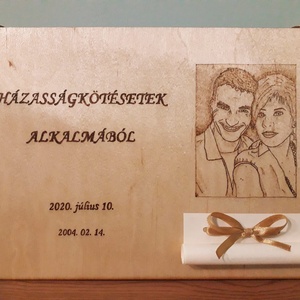 HÁZASSÁGKÖTÉSETEK
ALKALMÁBÓL
2020. július 10.
2004. 02. 14.